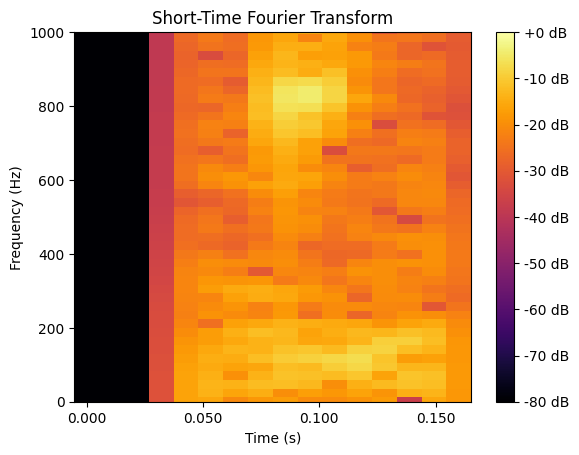 Short-Time Fourier Transform
1000
800
600
400
200
0
Frequency (Hz)
0.000
0.050
0.100
0.150
Time (s)
+0 dB
-10 dB
-20 dB
-30 dB
-40 dB
-50 dB
-60 dB
-70 dB
-80 dB